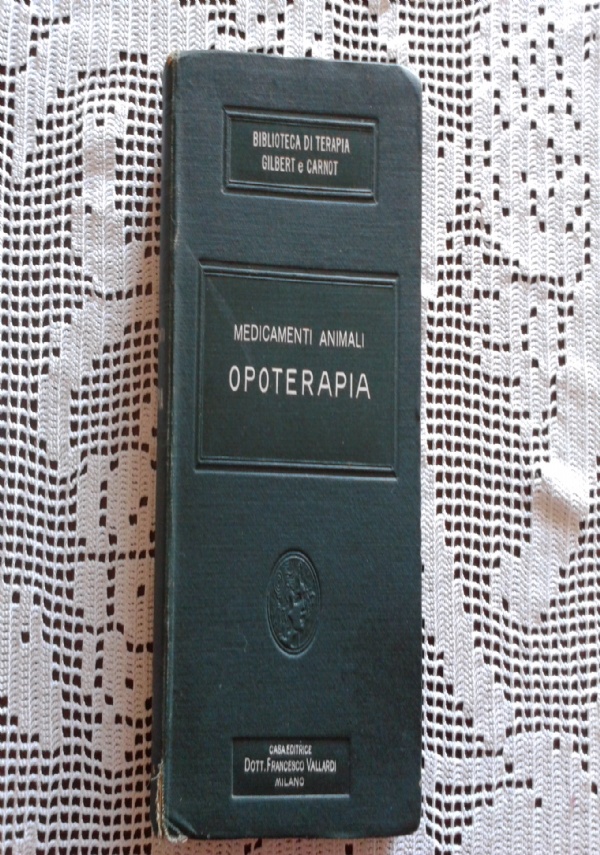 BIBLIOTECA DI TERAPIA
GILBERT e CARNOT
MEDICAMENTI ANIMALI
OPOTERAPIA
CASA EDITRICE
DOTT. FRANCESCO VALLARDI
MILANO